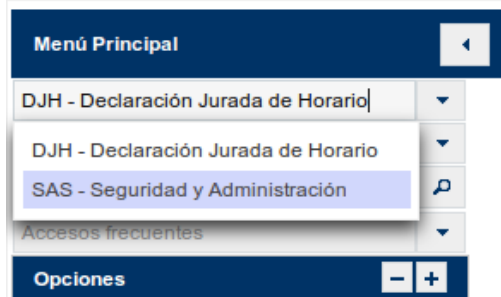 Menú Principal
DJH - Declaración Jurada de Horario
DJH - Declaración Jurada de Horario
SAS - Seguridad y Administración
Accesos frecuentes
Opciones